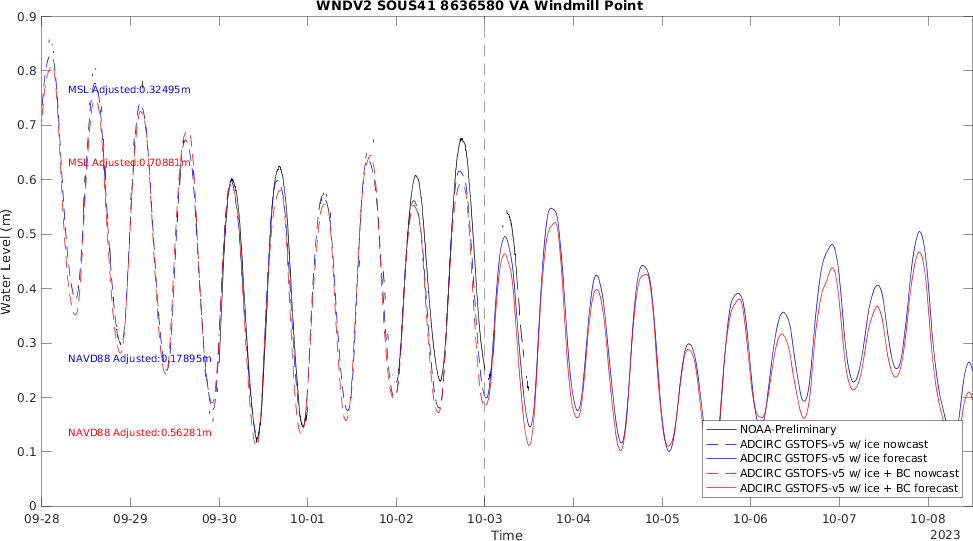 WNDV2 SOUS41 8636580 VA Windmill Point
0.9
0.8
0.7
0.6
0.5
0.4
0.3
0.2
0.1
0
Water Level (m)
MSL Adjusted:0.32495m
MSL Adjusted:0.70881m
NAVD88 Adjusted:0.17895m
NAVD88 Adjusted:0.56281m
NOAA-Preliminary
ADCIRC GSTOFS-v5 w/ ice nowcast
ADCIRC GSTOFS-v5 w/ ice forecast
ADCIRC GSTOFS-v5 w/ ice + BC nowcast
ADCIRC GSTOFS-v5 w/ ice + BC forecast
09-28 09-29 09-30 10-01 10-02 10-03 10-04 10-05 10-06 10-07 10-08
2023
Time